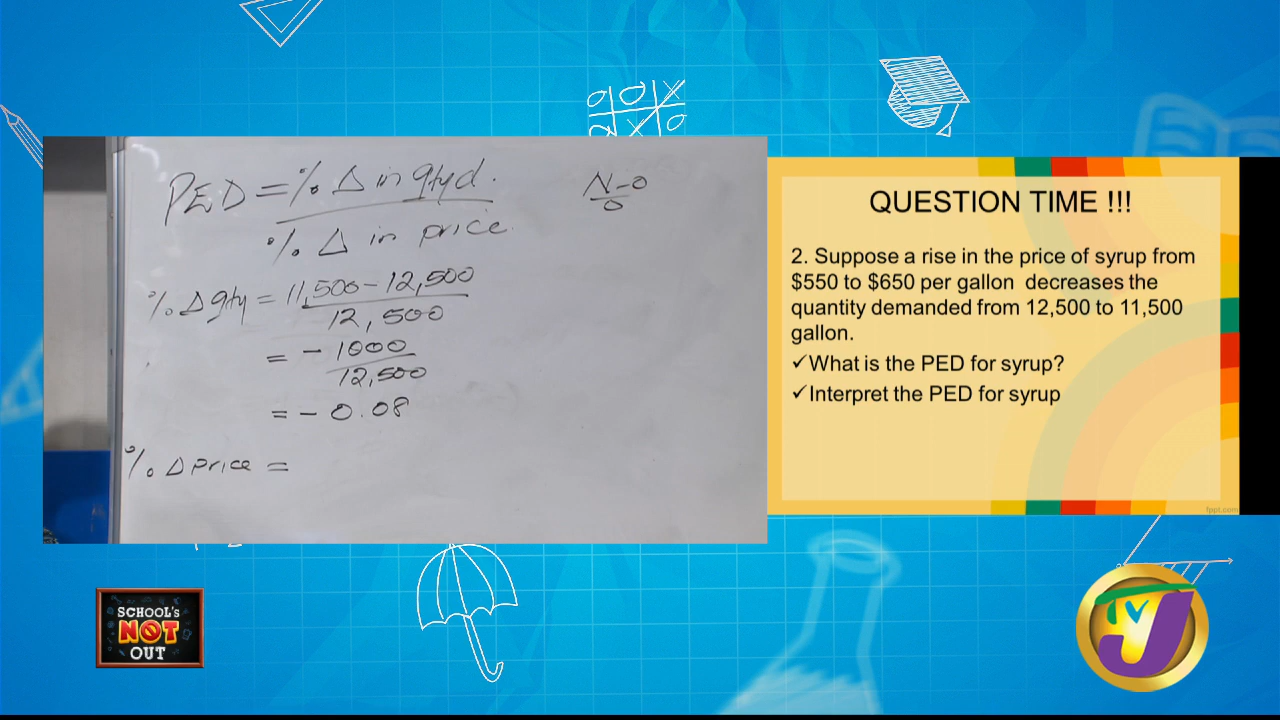 PED = % Δ in qtyd.
% Δ in price.
N-O
O
% Δ qty = 11,500 - 12,500
12,500
= - 1000
12,500
= - 0.08
% Δ price =
QUESTION TIME !!!
2. Suppose a rise in the price of syrup from
$550 to $650 per gallon decreases the
quantity demanded from 12,500 to 11,500
gallon.
✓What is the PED for syrup?
✓Interpret the PED for syrup
fppt.com
SCHOOL's
NOT
OUT
TVJ